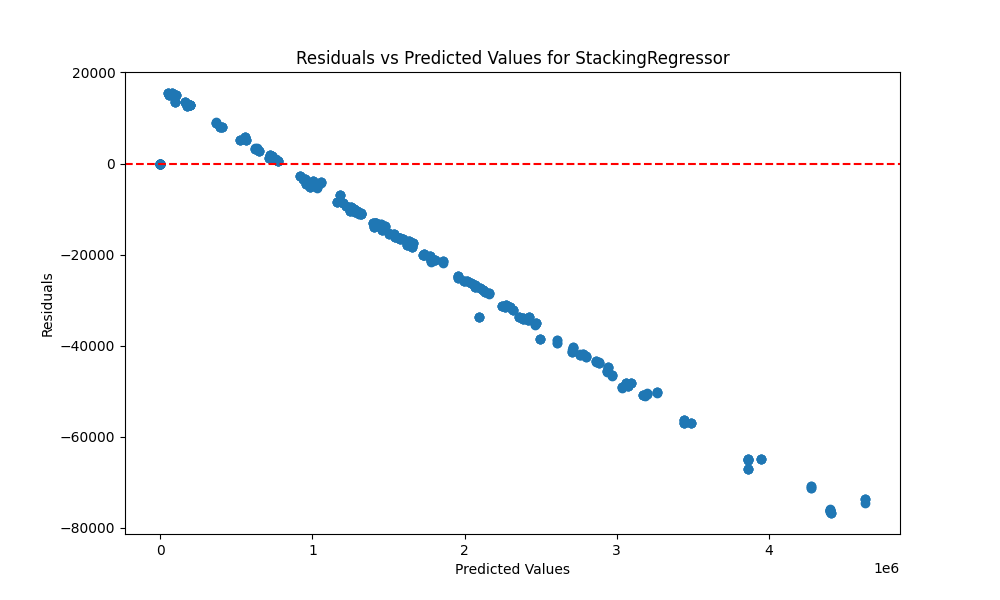 Residuals vs Predicted Values for StackingRegressor
20000
0
−20000
−40000
−60000
−80000
Residuals
0
1
2
3
4
1e6
Predicted Values